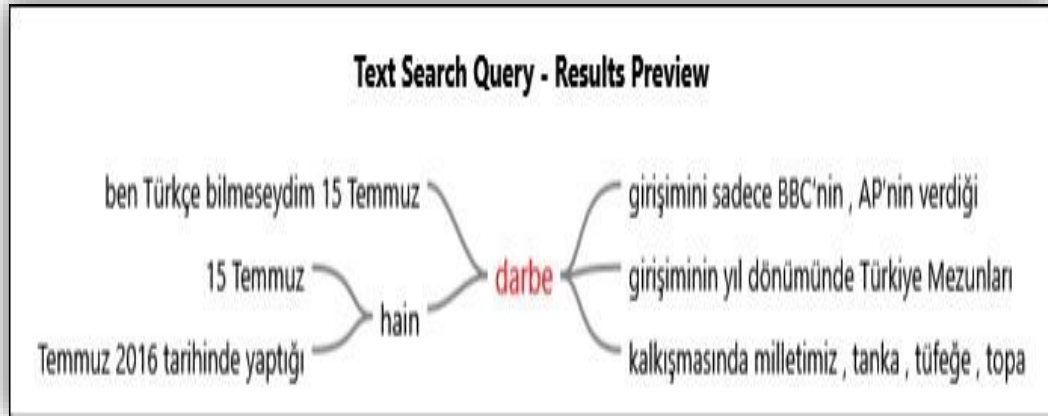 Text Search Query - Results Preview
ben Türkçe bilmeseydim 15 Temmuz
15 Temmuz
hain
Temmuz 2016 tarihinde yaptığı
darbe
girişimini sadece BBC'nin , AP'nin verdiği
girişiminin yıl dönümünde Türkiye Mezunları
kalkışmasında milletimiz , tanka , tüfeğe , topa